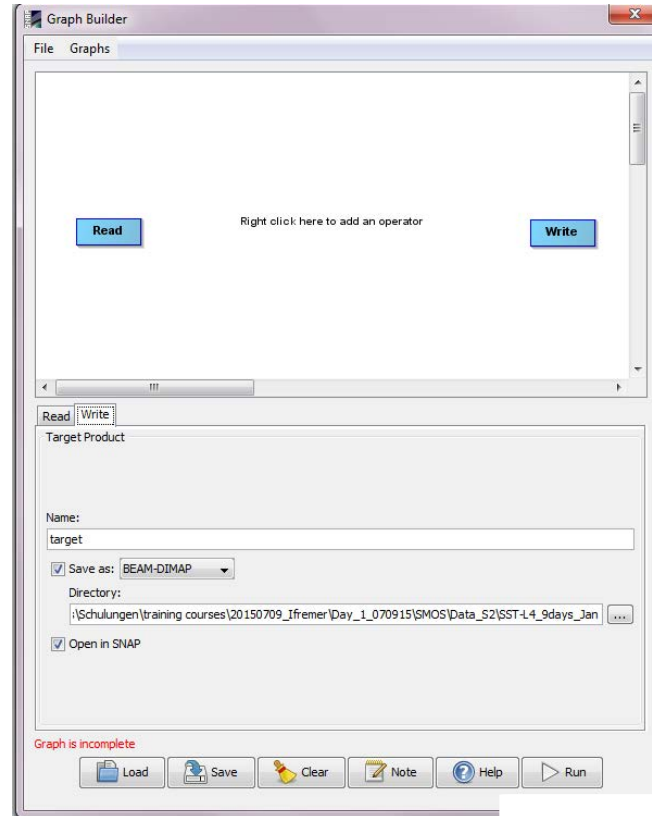 Graph Builder
File Graphs
Right click here to add an operator
Read
Write
Read Write
Target Product
Name:
target
Save as: BEAM-DIMAP
Directory:
:\Schulungen\training courses\20150709_Ifremer\Day_1_070915\SMOS\Data_S2\SST-L4_9days_Jan ...
Open in SNAP
Graph is incomplete
Load Save Clear Note Help Run